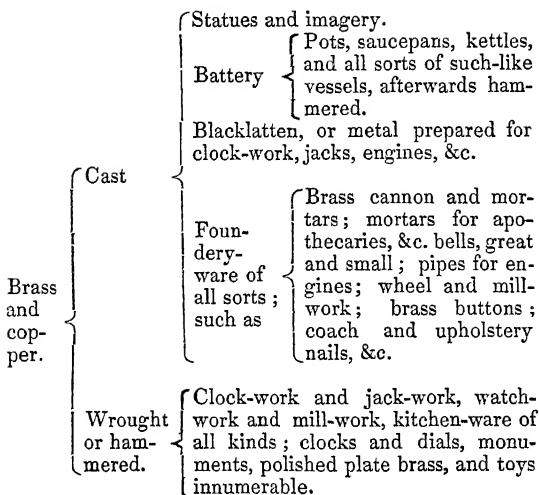 Statues and imagery.
Battery
Pots, saucepans, kettles,
and all sorts of such-like
vessels, afterwards ham-
mered.
Blacklatten, or metal prepared for
clock-work, jacks, engines, &c.
Cast
Foun-
dery-
ware of
all sorts;
such as
Brass cannon and mor-
tars; mortars for apo-
thecaries, &c. bells, great
and small; pipes for en-
gines; wheel and mill-
work; brass buttons;
coach and upholstery
nails, &c.
Brass
and
cop-
per.
Wrought
or ham-
mered.
Clock-work and jack-work, watch-
work and mill-work, kitchen-ware of
all kinds; clocks and dials, monu-
ments, polished plate brass, and toys
innumerable.